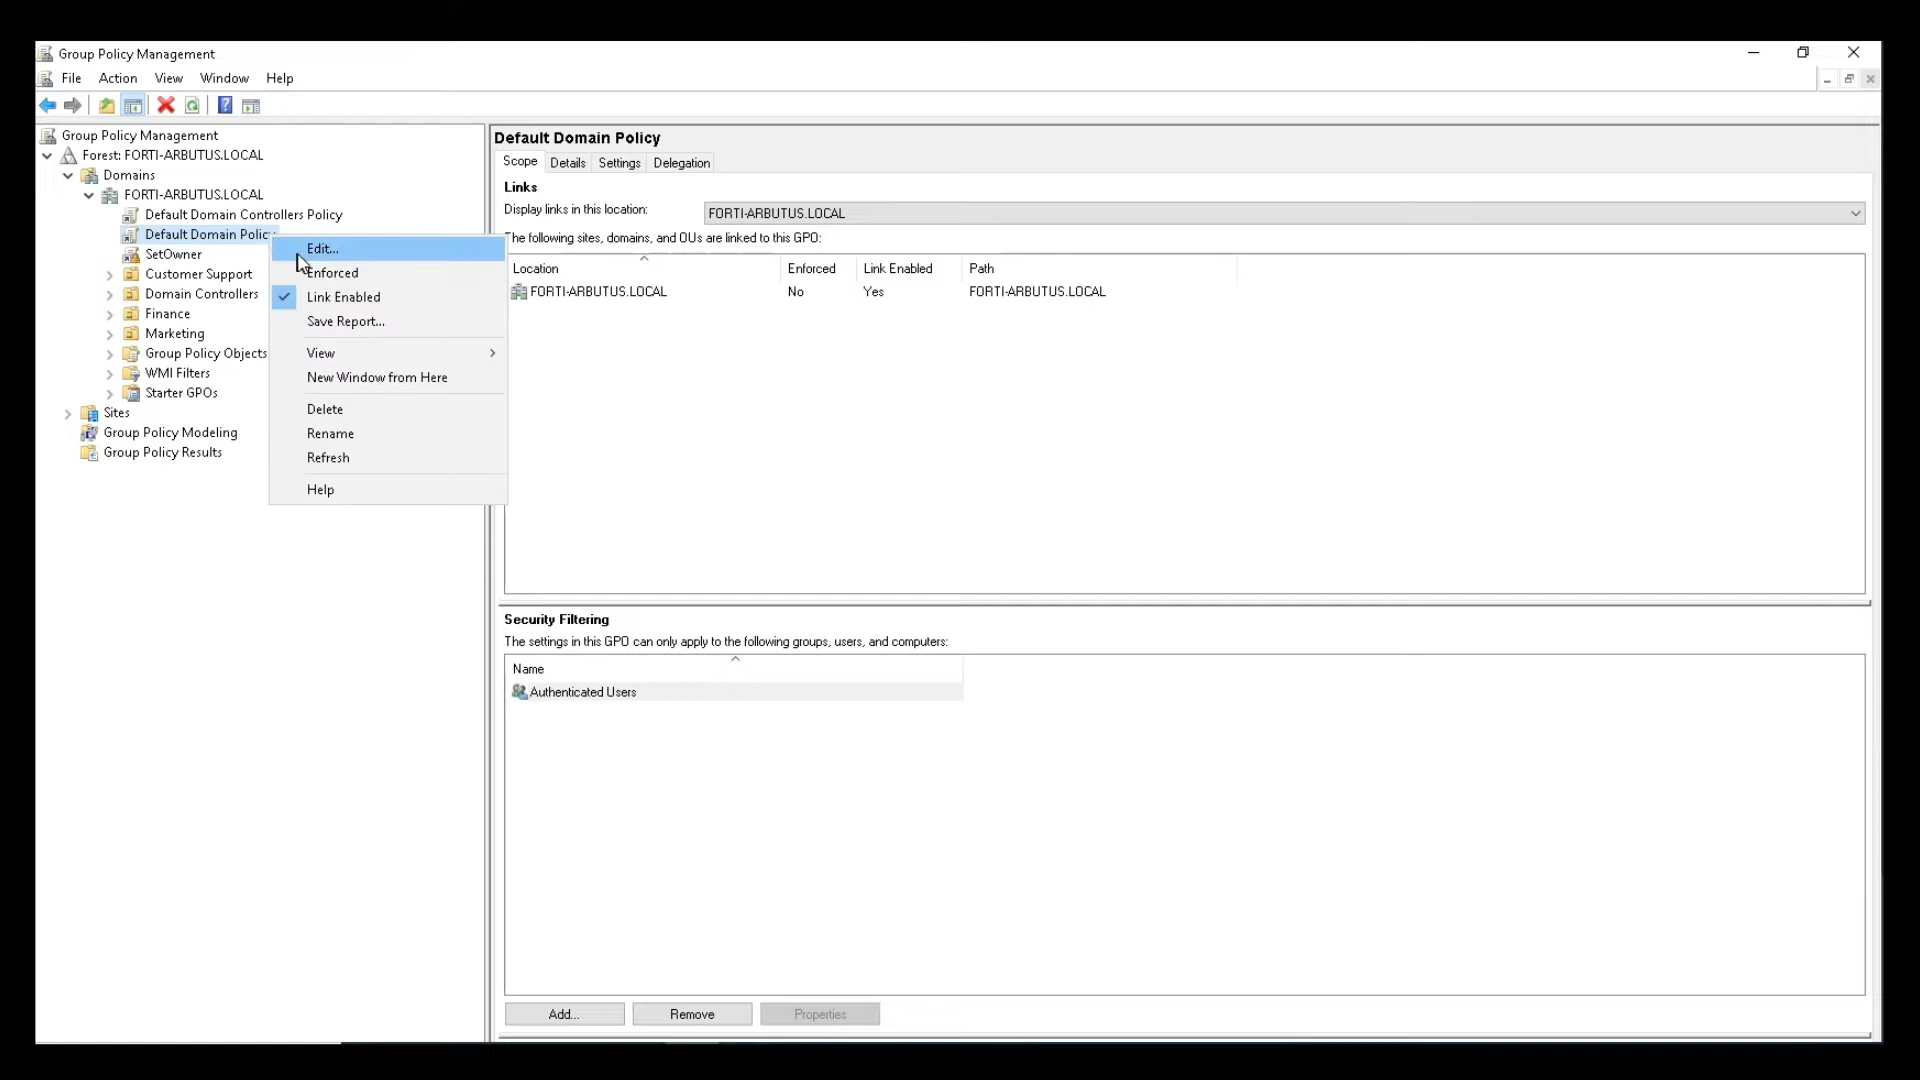 Group Policy Management
File Action View Window Help
Group Policy Management
Forest: FORTI-ARBUTUS.LOCAL
Domains
FORTI-ARBUTUS.LOCAL
Default Domain Controllers Policy
Default Domain Policy
SetOwner
Customer Support
Domain Controllers
Finance
Marketing
Group Policy Objects
WMI Filters
Starter GPOs
Sites
Group Policy Modeling
Group Policy Results
Edit...
Enforced
Link Enabled
Save Report...
View
New Window from Here
Delete
Rename
Refresh
Help
Default Domain Policy
Scope Details Settings Delegation
Links
Display links in this location: FORTI-ARBUTUS.LOCAL
The following sites, domains, and OUs are linked to this GPO:
Location Enforced Link Enabled Path
FORTI-ARBUTUS.LOCAL No Yes FORTI-ARBUTUS.LOCAL
Security Filtering
The settings in this GPO can only apply to the following groups, users, and computers:
Name
Authenticated Users
Add... Remove Properties